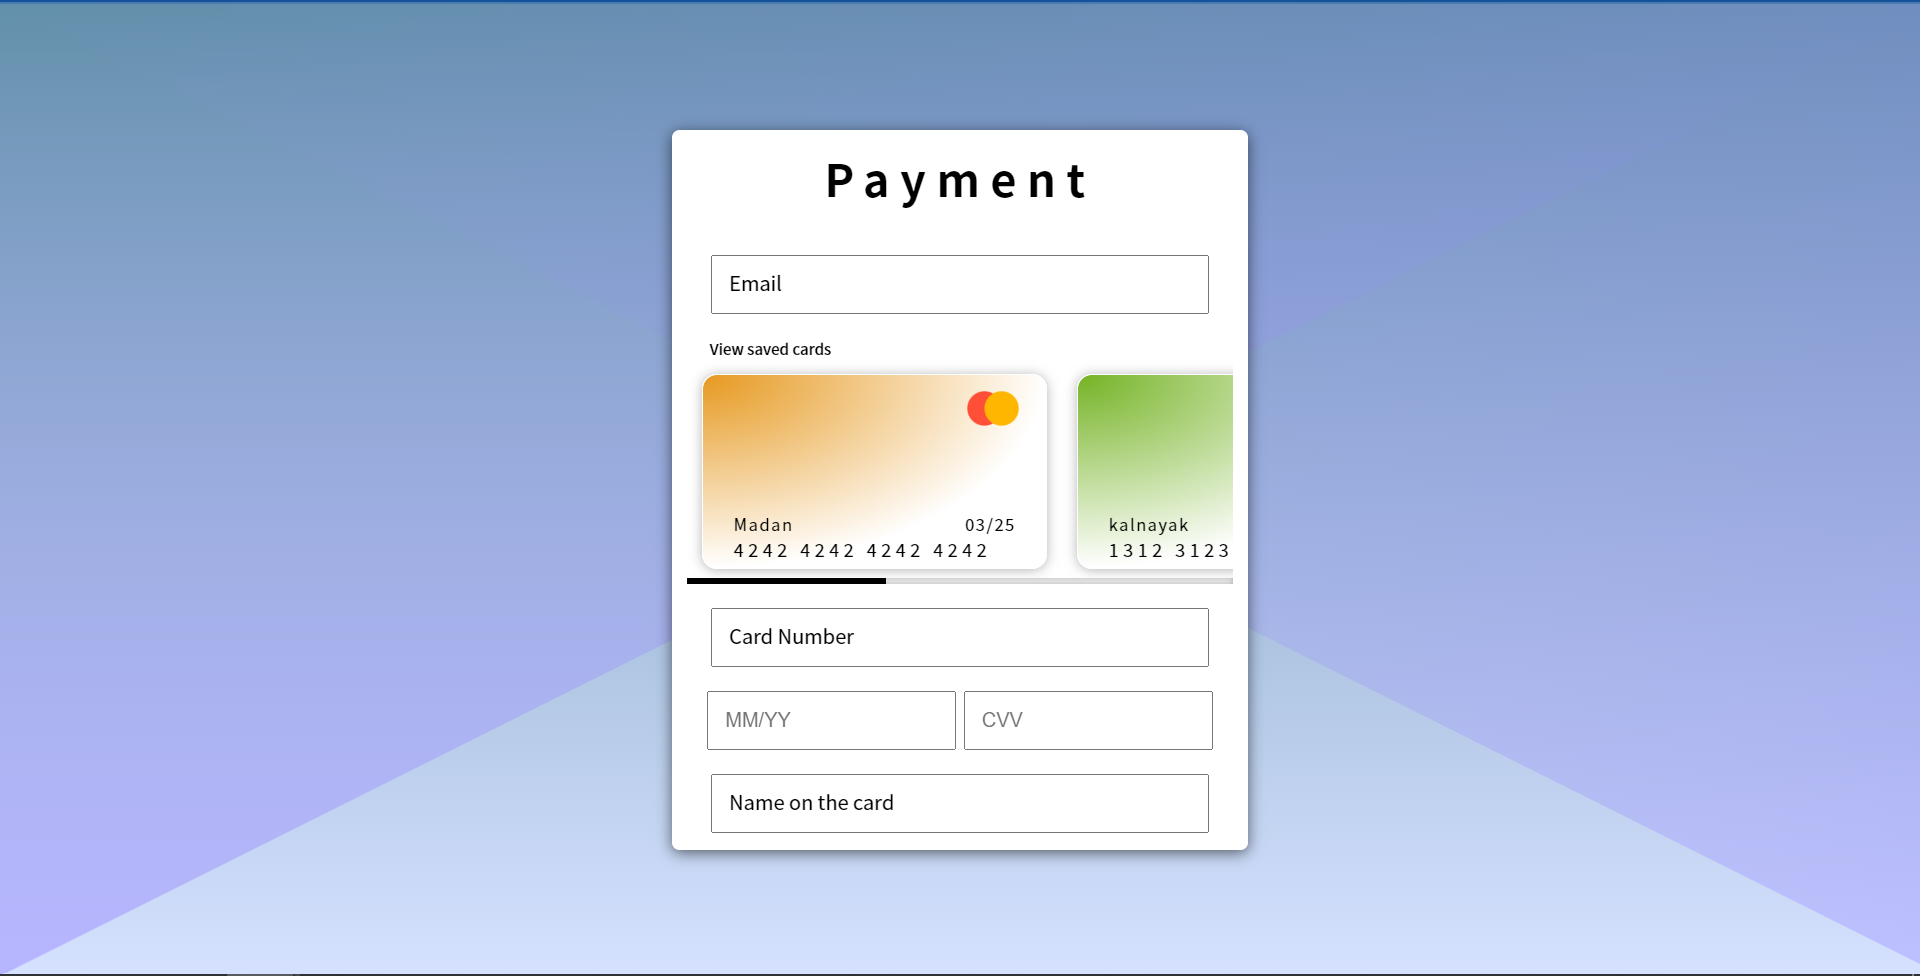 Payment
Email
View saved cards
Madan 03/25
4242 4242 4242 4242
kalnayak
1312 3123
Card Number
MM/YY
CVV
Name on the card